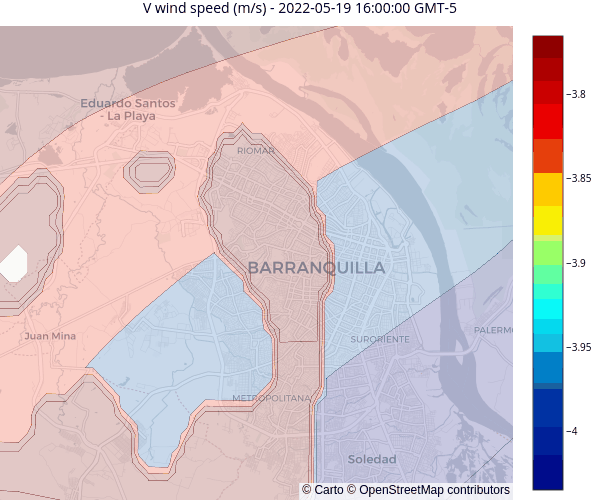 V wind speed (m/s) - 2022-05-19 16:00:00 GMT-5
Eduardo Santos
- La Playa
RIOMAR
BARRANQUILLA
Juan Mina
SURORIENTE
PALERMO
METROPOLITANA
Soledad
−3.8
−3.85
−3.9
−3.95
−4
© Carto © OpenStreetMap contributors